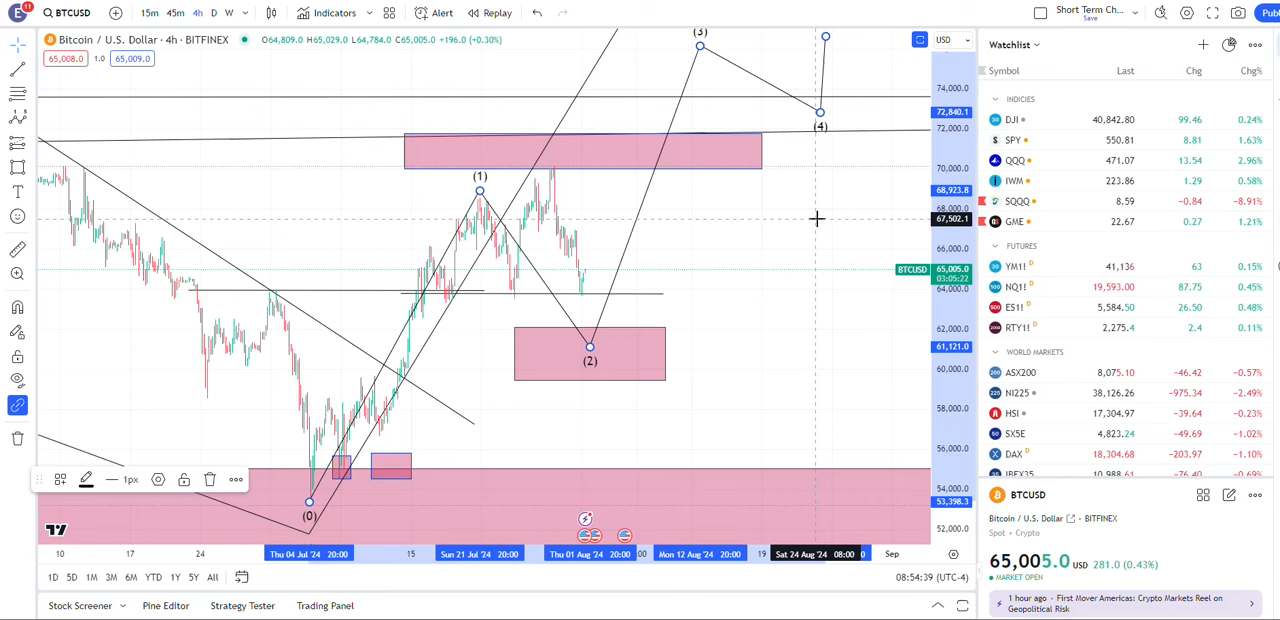 E 11 BTCUSD 15m 45m 4h D W Indicators Alert Replay Short Term Ch... Save Publ
Bitcoin / U.S. Dollar · 4h · BITFINEX O64,809.0 H65,029.0 L64,784.0 C65,005.0 +196.0 (+0.30%) USD
65,008.0 1.0 65,009.0
(3)
74,000.0
72,840.1
(4)
72,000.0
70,000.0
(1)
68,923.8
68,000.0
67,502.1
66,000.0
BTCUSD 65,005.0
03:05:22
64,000.0
62,000.0
61,121.0
(2)
58,000.0
56,000.0
1px
54,000.0
53,398.3
(0)
52,000.0
10 17 24 Thu 04 Jul '24 20:00 15 Sun 21 Jul '24 20:00 Thu 01 Aug '24 20:00 :00 Mon 12 Aug '24 20:00 19 Sat 24 Aug '24 08:00 0 Sep
1D 5D 1M 3M 6M YTD 1Y 5Y All 08:54:39 (UTC-4)
Stock Screener Pine Editor Strategy Tester Trading Panel
Watchlist
Symbol Last Chg Chg%
INDICIES
DJI 40,842.80 99.46 0.24%
SPY 550.81 8.81 1.63%
QQQ 471.07 13.54 2.96%
IWM 223.86 1.29 0.58%
SQQQ 8.59 −0.84 −8.91%
GME 22.67 0.27 1.21%
FUTURES
YM1! D 41,136 63 0.15%
NQ1! D 19,593.00 87.75 0.45%
ES1! D 5,584.50 26.50 0.48%
RTY1! D 2,275.4 2.4 0.11%
WORLD MARKETS
ASX200 8,075.10 −46.42 −0.57%
NI225 38,126.26 −975.34 −2.49%
HSI 17,304.97 −39.64 −0.23%
SX5E 4,823.24 −49.69 −1.02%
DAX D 18,304.68 −203.97 −1.10%
IBEX35 10,988.61 −76.40 −0.69%
BTCUSD
Bitcoin / U.S. Dollar · BITFINEX
Spot • Crypto
65,005.0 USD 281.0 (0.43%)
MARKET OPEN
1 hour ago · First Mover Americas: Crypto Markets Reel on
Geopolitical Risk